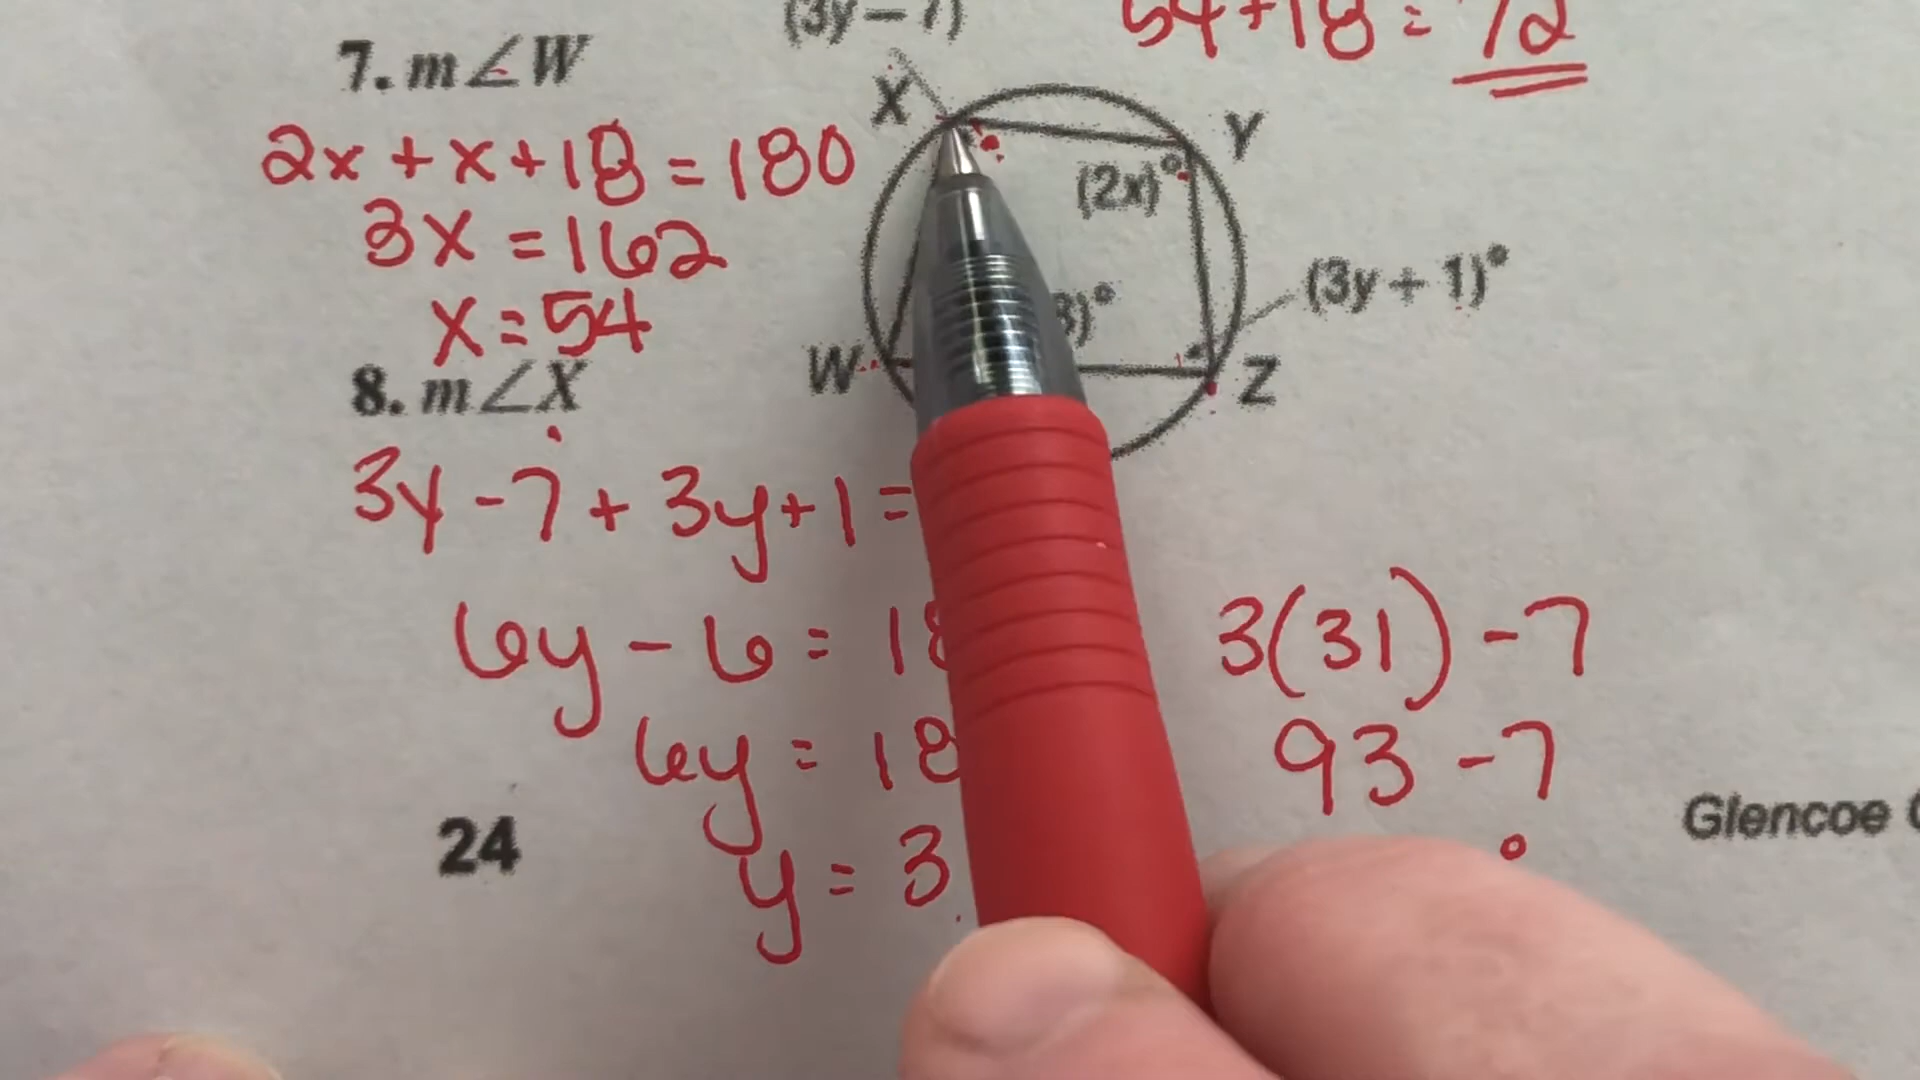 (3y – 7)
54+18 = 72
7. m∠W
2x + x + 18 = 180
3x = 162
x = 54
X
Y
(2x)°
(3y + 1)°
)°
W
Z
8. m∠X
3y - 7 + 3y + 1 =
6y - 6 = 18
6y = 18
y = 3
3(31) - 7
93 - 7
24
Glencoe